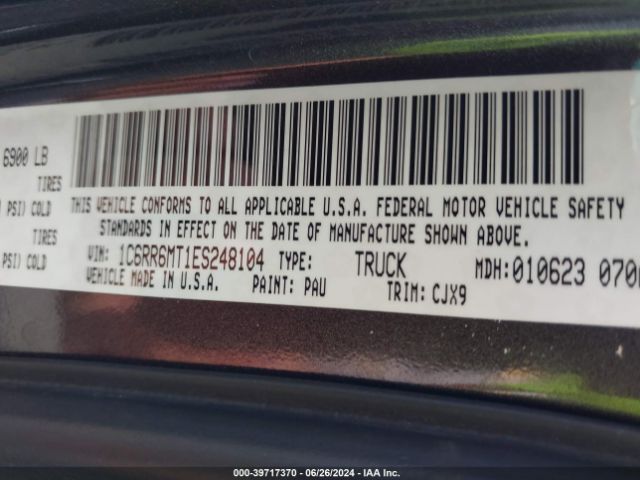 6900 LB
TIRES
PSI) COLD
TIRES
PSI) COLD
THIS VEHICLE CONFORMS TO ALL APPLICABLE U.S.A. FEDERAL MOTOR VEHICLE SAFETY
STANDARDS IN EFFECT ON THE DATE OF MANUFACTURE SHOWN ABOVE.
VIN: 1C6RR6MT1ES248104 TYPE: TRUCK MDH:010623 070
VEHICLE MADE IN U.S.A. PAINT: PAU TRIM: CJX9
000-39717370 - 06/26/2024 - IAA Inc.